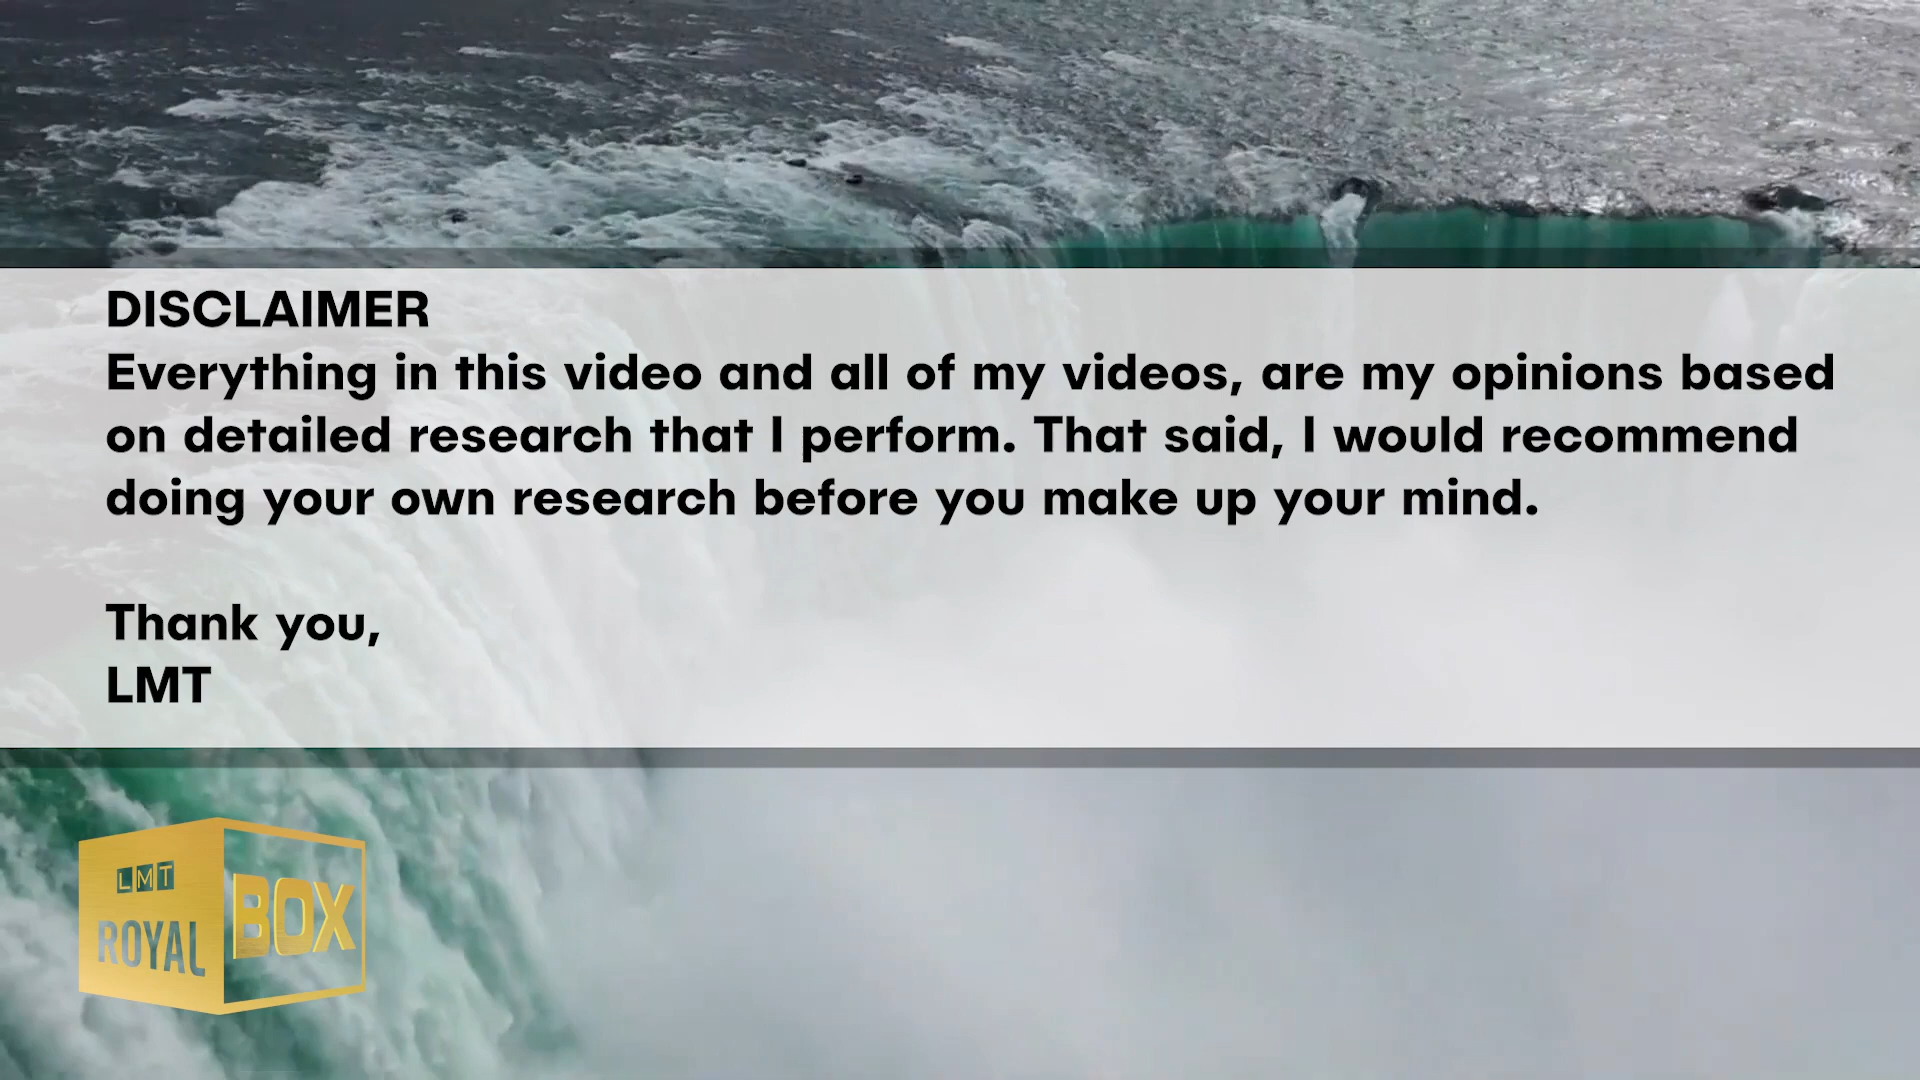 DISCLAIMER
Everything in this video and all of my videos, are my opinions based
on detailed research that I perform. That said, I would recommend
doing your own research before you make up your mind.
Thank you,
LMT
LMT
ROYAL
BOX